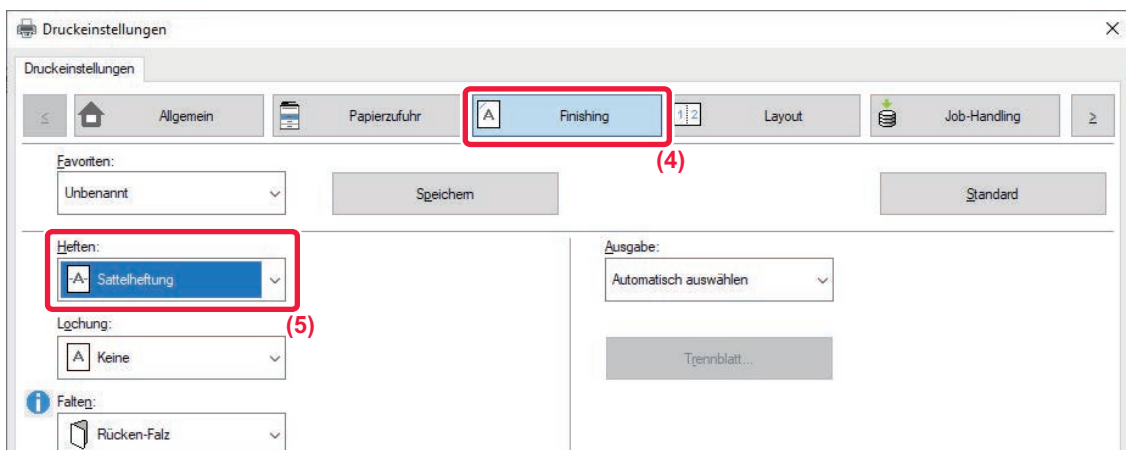 Druckeinstellungen
Druckeinstellungen
< Allgemein Papierzufuhr A Finishing 1 2 Layout Job-Handling >
(4)
Favoriten:
Unbenannt Speichern Standard
Heften: Ausgabe:
-A- Sattelheftung Automatisch auswählen
(5)
Lochung:
A Keine Trennblatt...
i Falten:
Rücken-Falz